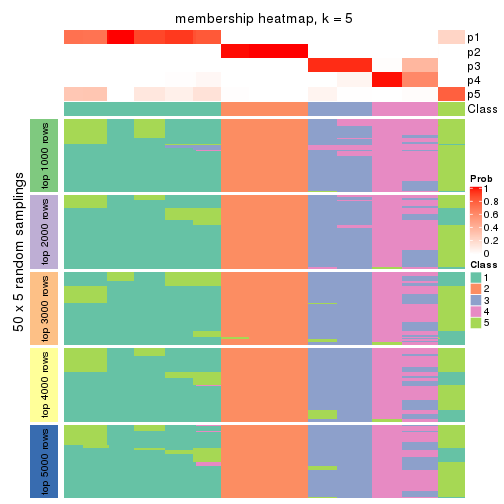 membership heatmap, k = 5
p1
p2
p3
p4
p5
Class
50 x 5 random samplings
top 1000 rows
top 2000 rows
top 3000 rows
top 4000 rows
top 5000 rows
Prob
1
0.8
0.6
0.4
0.2
0
Class
1
2
3
4
5